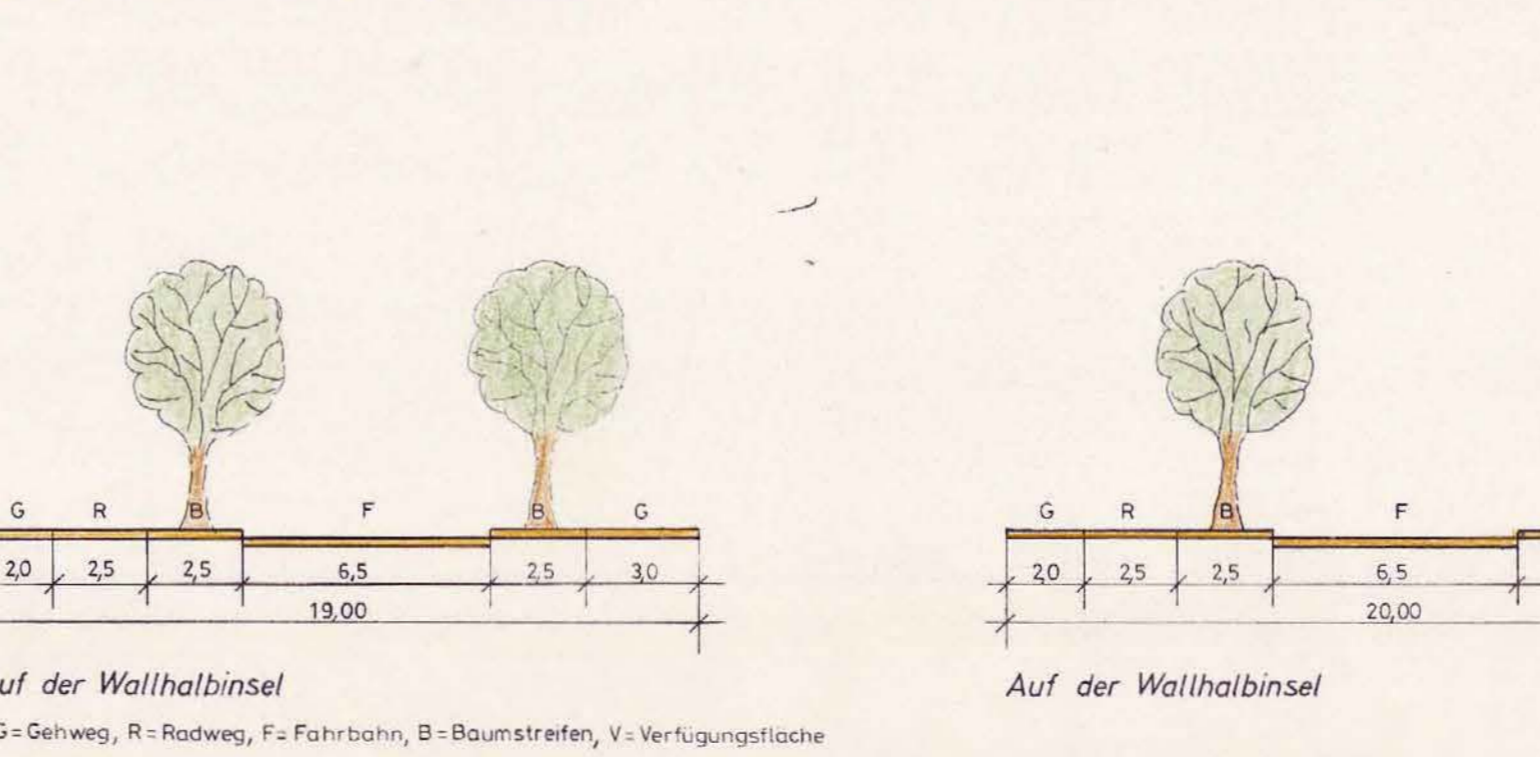 G R B F B G
2,0 2,5 2,5 6,5 2,5 3,0
19,00
uf der Wallhalbinsel
G=Gehweg, R=Radweg, F=Fahrbahn, B=Baumstreifen, V=Verfügungsfläche
G R B F
2,0 2,5 2,5 6,5
20,00
Auf der Wallhalbinsel